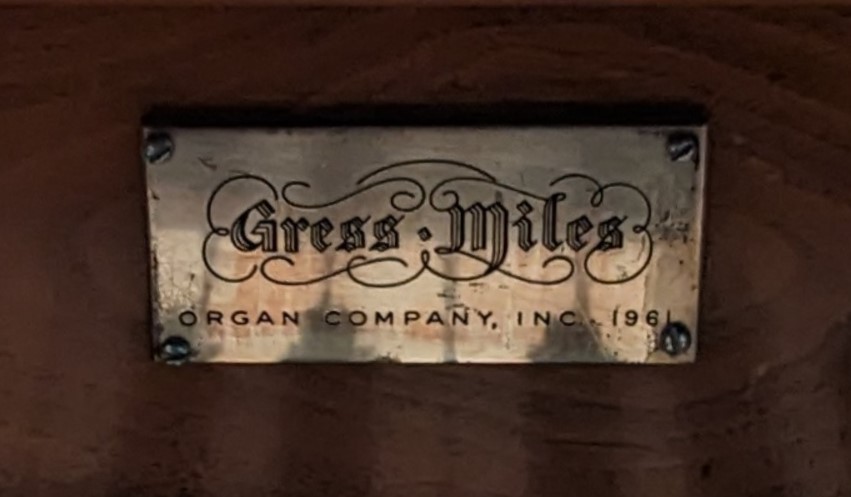 Gress · Miles
ORGAN COMPANY, INC. 1961